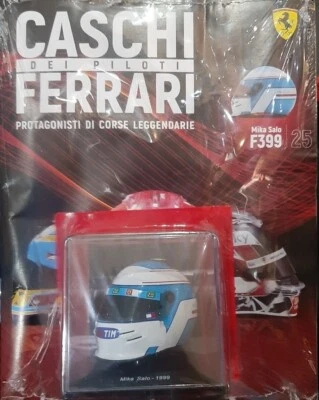 CASCHI
DEI PILOTI
FERRARI
PROTAGONISTI DI CORSE LEGGENDARIE
Mika Salo
F399
25
TIM
Mika Salo - 1999